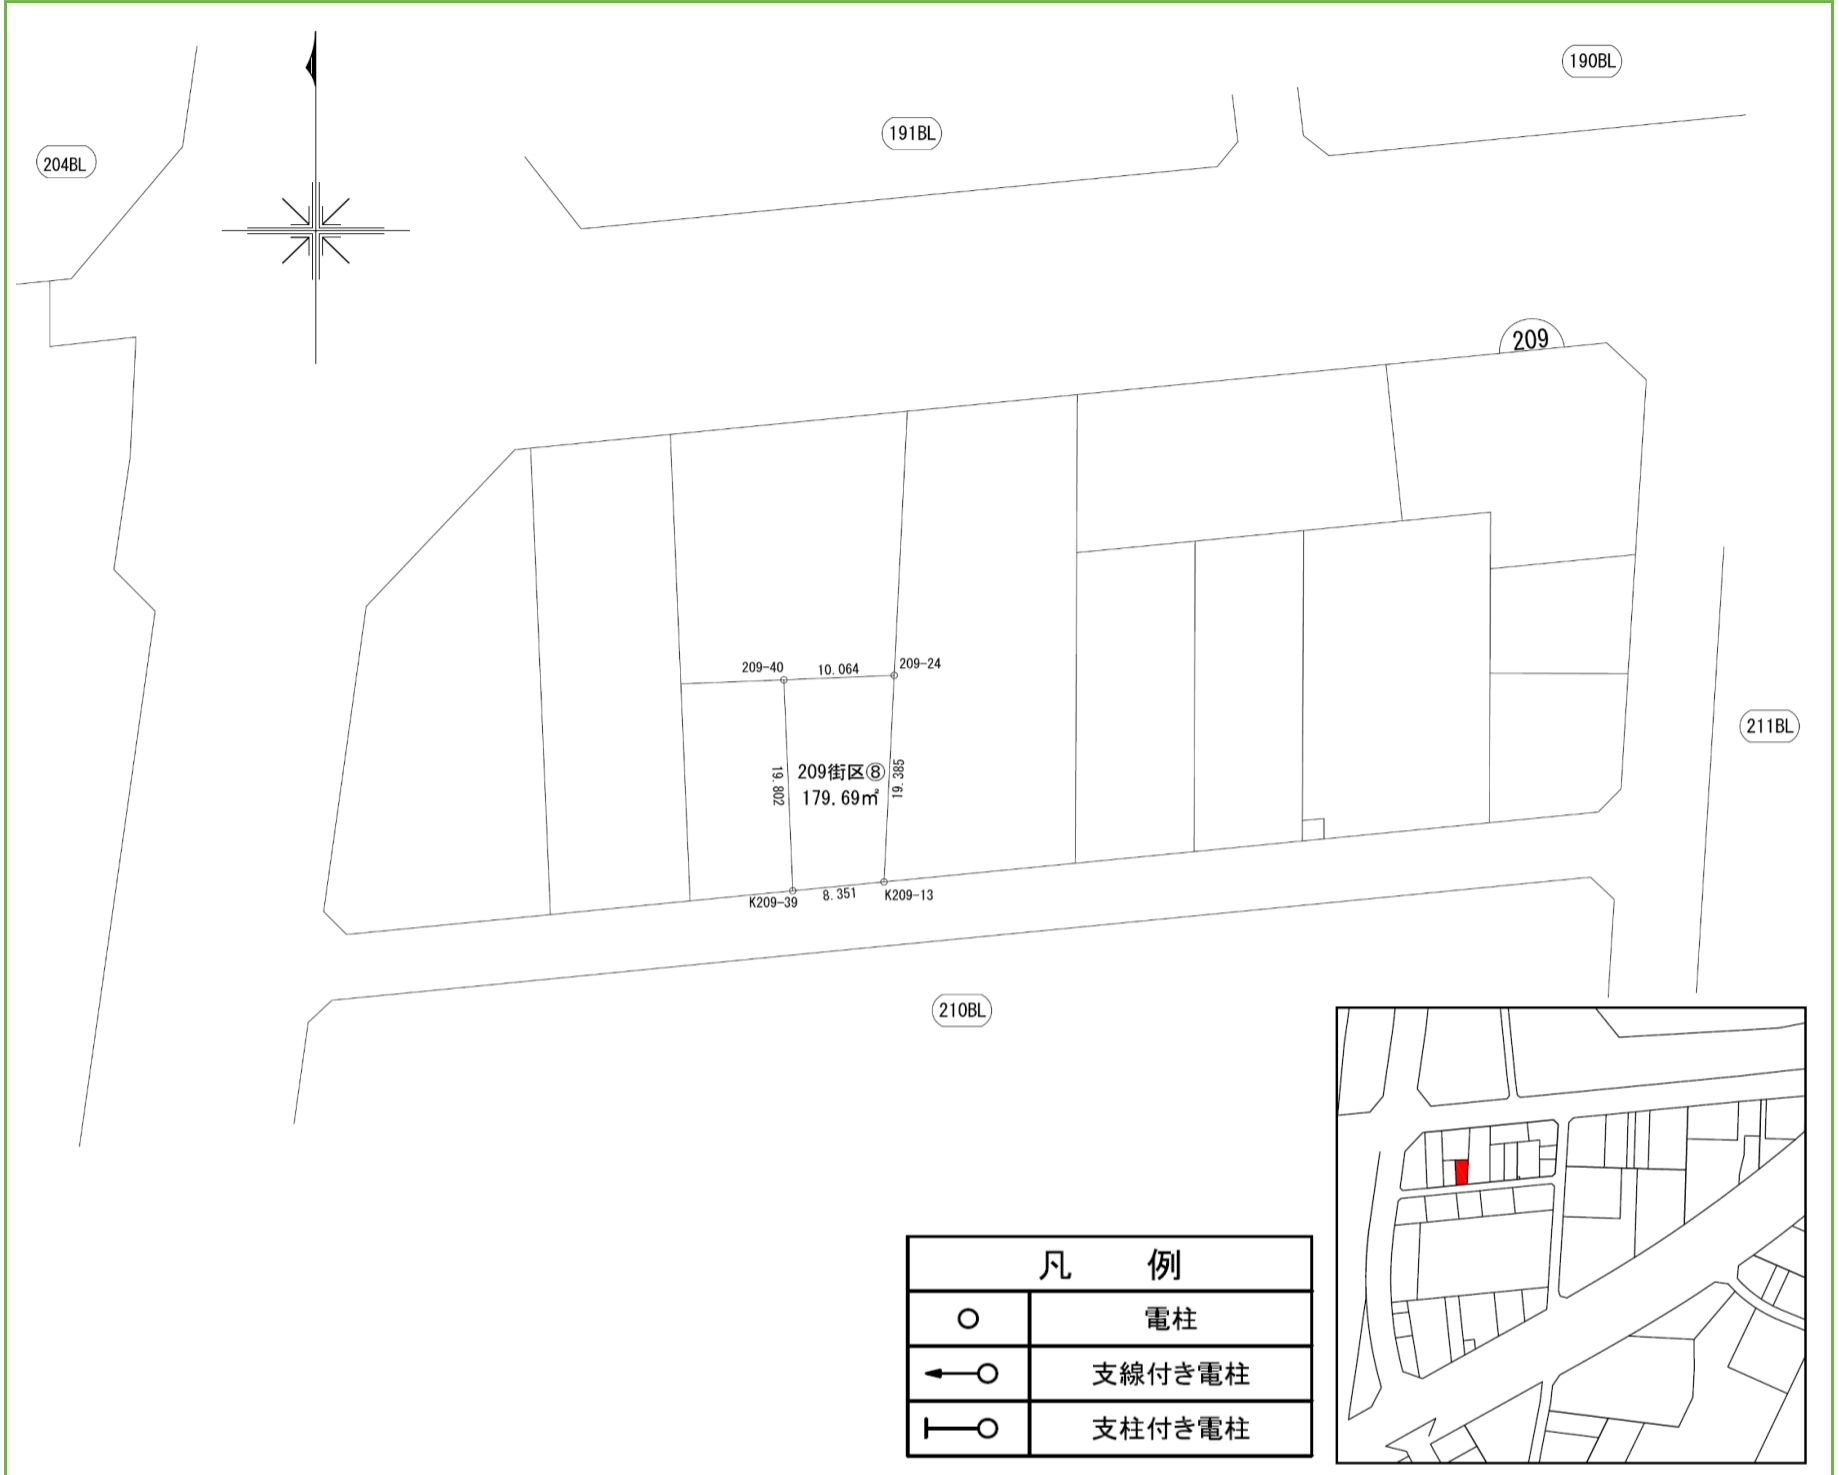 190BL
191BL
204BL
209
209-40
10.064
209-24
211BL
19.802
209街区⑧
179.69㎡
19.385
K209-39
8.351
K209-13
210BL
凡 例
電柱
支線付き電柱
支柱付き電柱